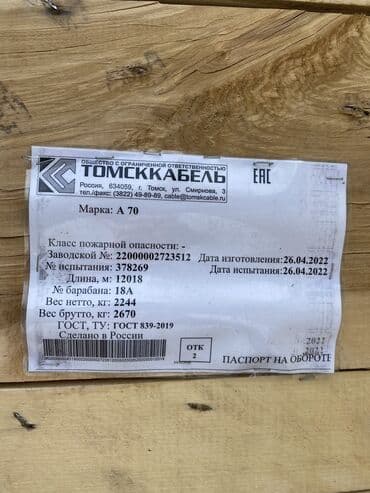 ОБЩЕСТВО С ОГРАНИЧЕННОЙ ОТВЕТСТВЕННОСТЬЮ
ТОМСККАБЕЛЬ
EAC
Россия, 634059, г. Томск, ул. Смирнова, 3
тел./факс: (3822) 49-89-89, cable@tomskcable.ru
Марка: А 70
Класс пожарной опасности: -
Заводской №: 22000002723512 Дата изготовления: 26.04.2022
№ испытания: 378269 Дата испытания: 26.04.2022
Длина, м: 12018
№ барабана: 18А
Вес нетто, кг: 2244
Вес брутто, кг: 2670
ГОСТ, ТУ: ГОСТ 839-2019
Сделано в России
ОТК
2
2022
2022
ПАСПОРТ НА ОБОРОТЕ